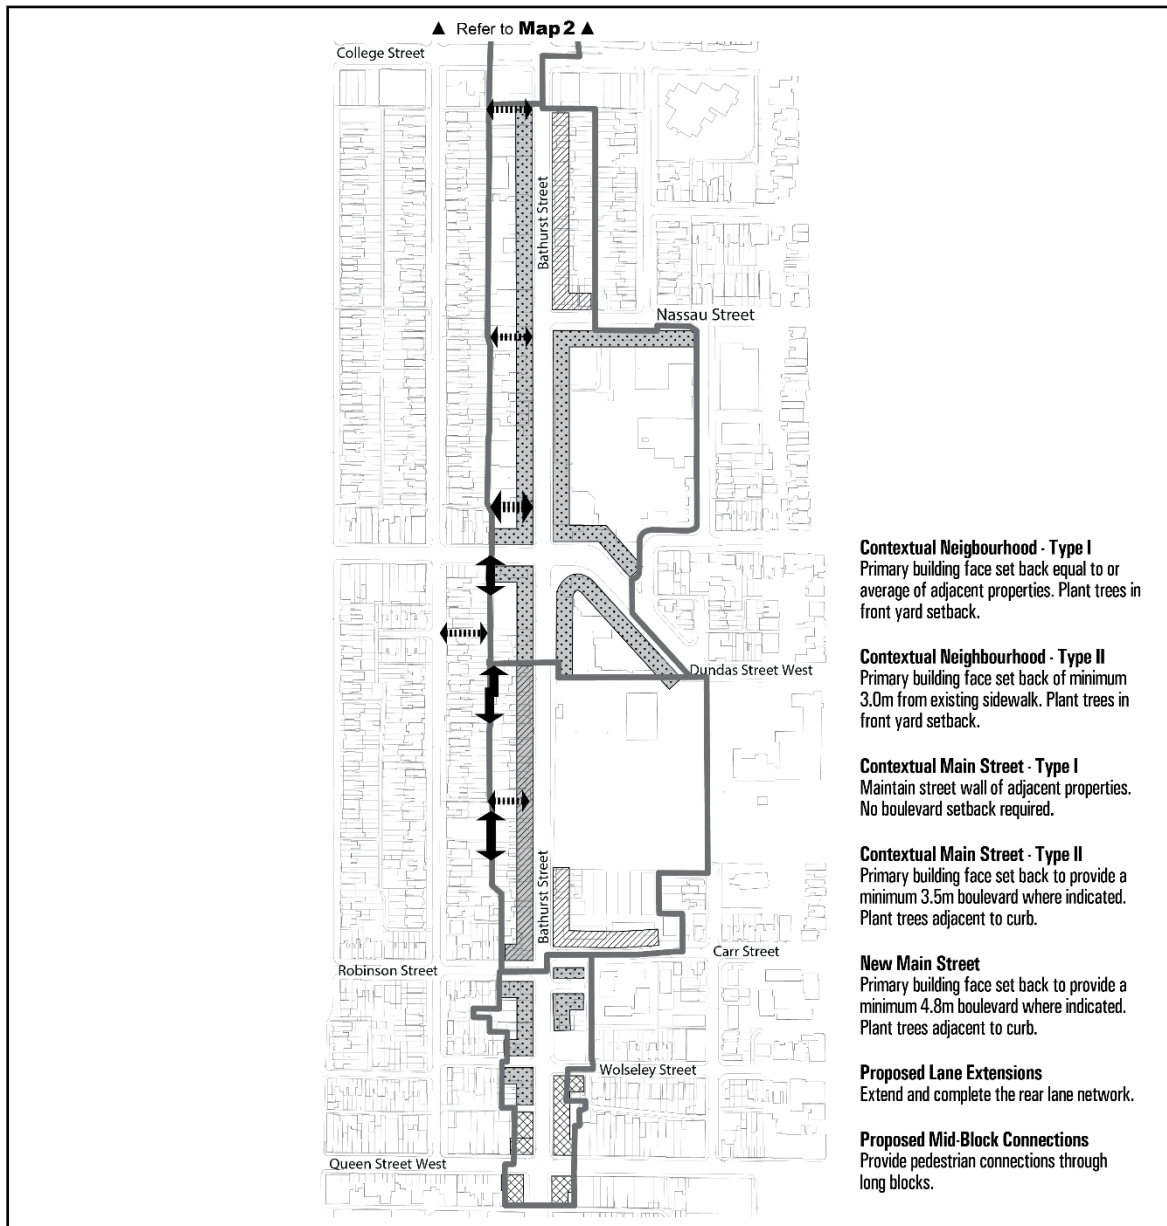 ▲ Refer to Map 2 ▲
College Street
Bathurst Street
Nassau Street
Dundas Street West
Bathurst Street
Carr Street
Robinson Street
Wolseley Street
Queen Street West
Contextual Neigbourhood - Type I
Primary building face set back equal to or
average of adjacent properties. Plant trees in
front yard setback.
Contextual Neighbourhood - Type II
Primary building face set back of minimum
3.0m from existing sidewalk. Plant trees in
front yard setback.
Contextual Main Street - Type I
Maintain street wall of adjacent properties.
No boulevard setback required.
Contextual Main Street - Type II
Primary building face set back to provide a
minimum 3.5m boulevard where indicated.
Plant trees adjacent to curb.
New Main Street
Primary building face set back to provide a
minimum 4.8m boulevard where indicated.
Plant trees adjacent to curb.
Proposed Lane Extensions
Extend and complete the rear lane network.
Proposed Mid-Block Connections
Provide pedestrian connections through
long blocks.